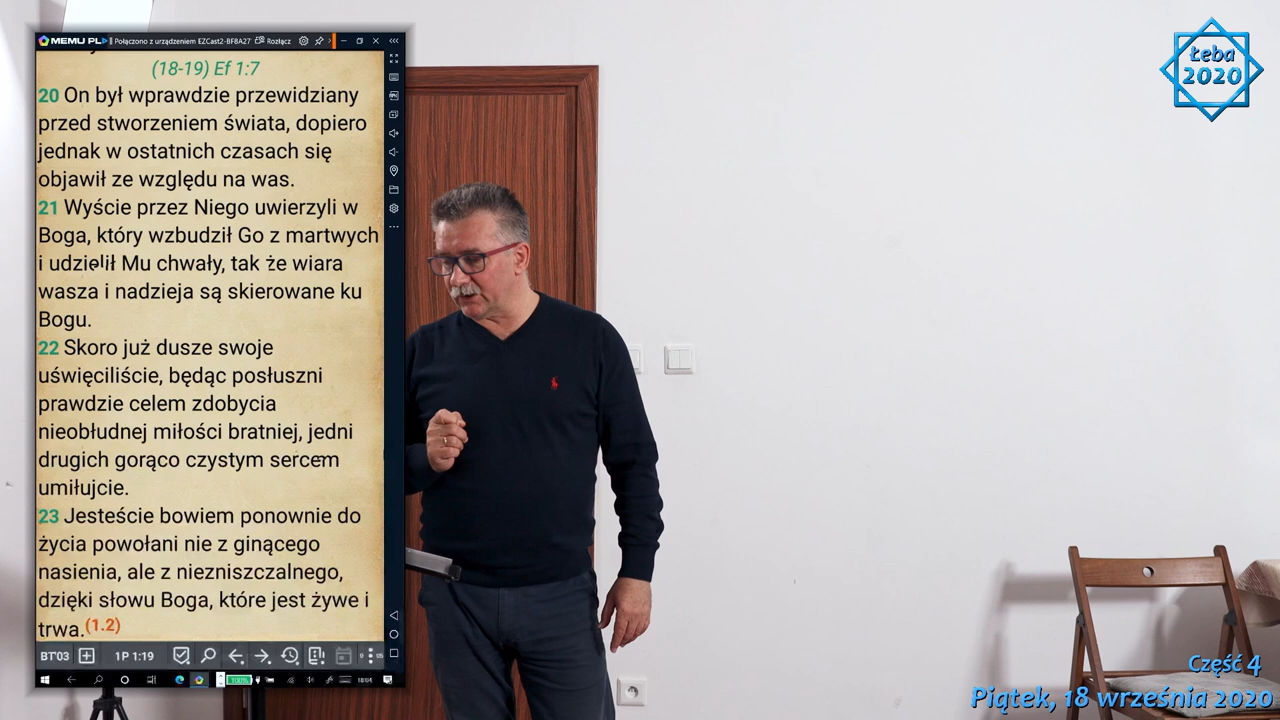 MEMU PL
Połączono z urządzeniem EZCast2-BF8A27
Rozłącz
(18-19) Ef 1:7
20 On był wprawdzie przewidziany
przed stworzeniem świata, dopiero
jednak w ostatnich czasach się
objawił ze względu na was.
21 Wyście przez Niego uwierzyli w
Boga, który wzbudził Go z martwych
i udzielił Mu chwały, tak że wiara
wasza i nadzieja są skierowane ku
Bogu.
22 Skoro już dusze swoje
uświęciliście, będąc posłuszni
prawdzie celem zdobycia
nieobłudnej miłości bratniej, jedni
drugich gorąco czystym sercem
umiłujcie.
23 Jesteście bowiem ponownie do
życia powołani nie z ginącego
nasienia, ale z niezniszczalnego,
dzięki słowu Boga, które jest żywe i
trwa.(1.2)
BT'03
1P 1:19
100%
18:04
Łeba
2020
Część 4
Piątek, 18 września 2020